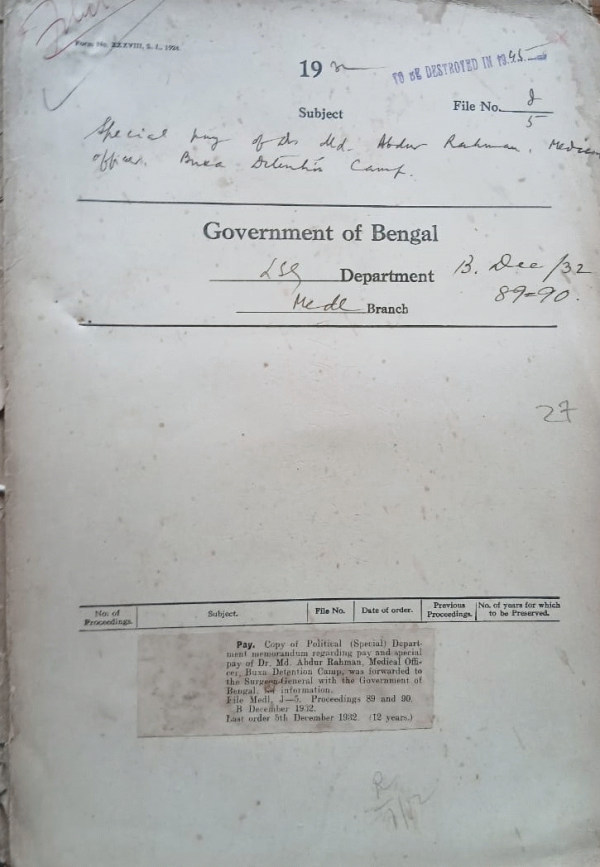 Form No. XXXVIII, S. I., 1924.
19
TO BE DESTROYED IN 1945
Subject
File No. J
5
Special pay of Dr Md. Abdur Rahman, Medical
officer, Buxa Detention Camp.
Government of Bengal
LSG Department B. Dec/32
Medl Branch 89=90.
27
No. of Proceedings.
Subject.
File No.
Date of order.
Previous Proceedings.
No. of years for which to be Preserved.
Pay. Copy of Political (Special) Depart-
ment memorandum regarding pay and special
pay of Dr. Md. Abdur Rahman, Medical Offi-
cer, Buxa Detention Camp, was forwarded to
the Surgeon-General with the Government of
Bengal, for information.
File Medl. J—5. Proceedings 89 and 90.
B December 1932.
Last order 5th December 1932. (12 years.)